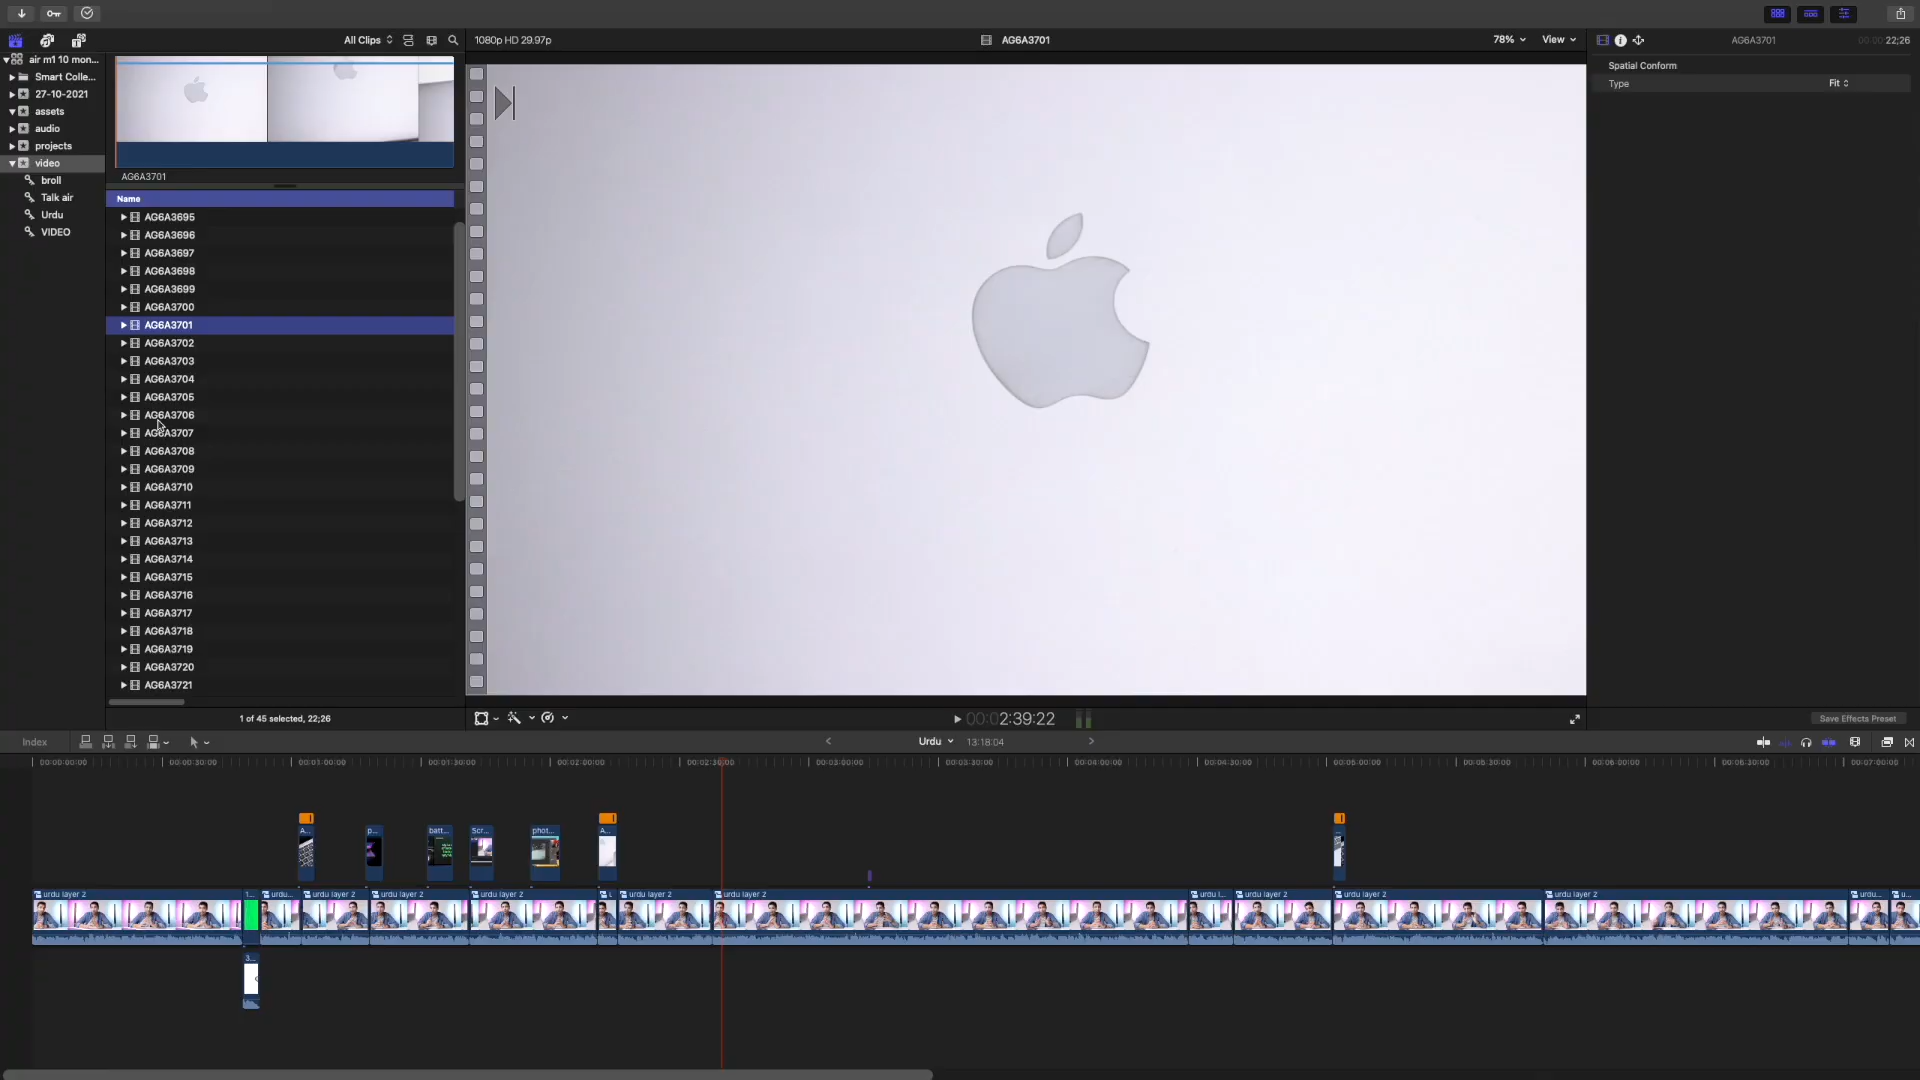 All Clips
1080p HD 29.97p
AG6A3701
78%
View
AG6A3701
22;26
air m1 10 mon...
Smart Colle...
27-10-2021
assets
audio
projects
video
broll
Talk air
Urdu
VIDEO
AG6A3701
Name
AG6A3695
AG6A3696
AG6A3697
AG6A3698
AG6A3699
AG6A3700
AG6A3701
AG6A3702
AG6A3703
AG6A3704
AG6A3705
AG6A3706
AG6A3707
AG6A3708
AG6A3709
AG6A3710
AG6A3711
AG6A3712
AG6A3713
AG6A3714
AG6A3715
AG6A3716
AG6A3717
AG6A3718
AG6A3719
AG6A3720
AG6A3721
1 of 45 selected, 22;26
Spatial Conform
Type
Fit
00:02:39:22
Save Effects Preset
Index
Urdu
13:18:04
00:00:00:00
00:00:30:00
00:01:00:00
00:01:30:00
00:02:00:00
00:02:30:00
00:03:00:00
00:03:30:00
00:04:00:00
00:04:30:00
00:05:00:00
00:05:30:00
00:06:00:00
00:06:30:00
00:07:00:00
A...
p...
batt...
Scr...
phot...
A...
urdu layer 2
1...
urdu...
urdu layer 2
urdu layer 2
urdu layer 2
urdu layer 2
urdu layer 2
urdu l...
urdu layer 2
urdu layer 2
urdu layer 2
urdu...
u...
3...